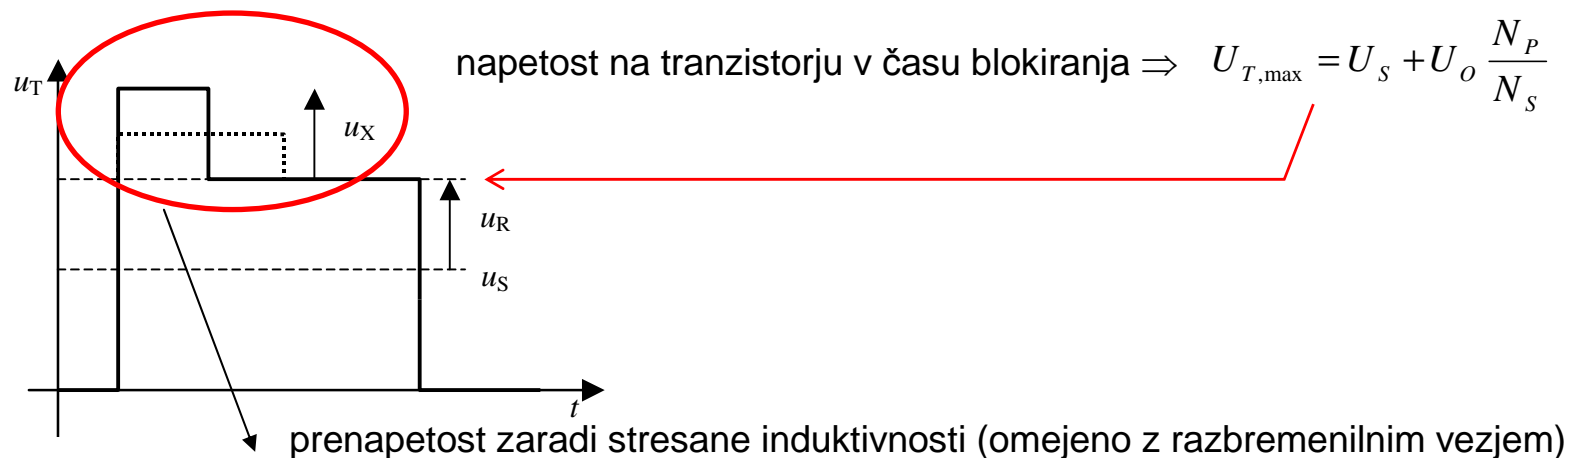 napetost na tranzistorju v času blokiranja ⇒ U_{T,max} = U_S + U_O N_P / N_S
u_T
u_X
u_R
u_S
t
prenapetost zaradi stresane induktivnosti (omejeno z razbremenilnim vezjem)